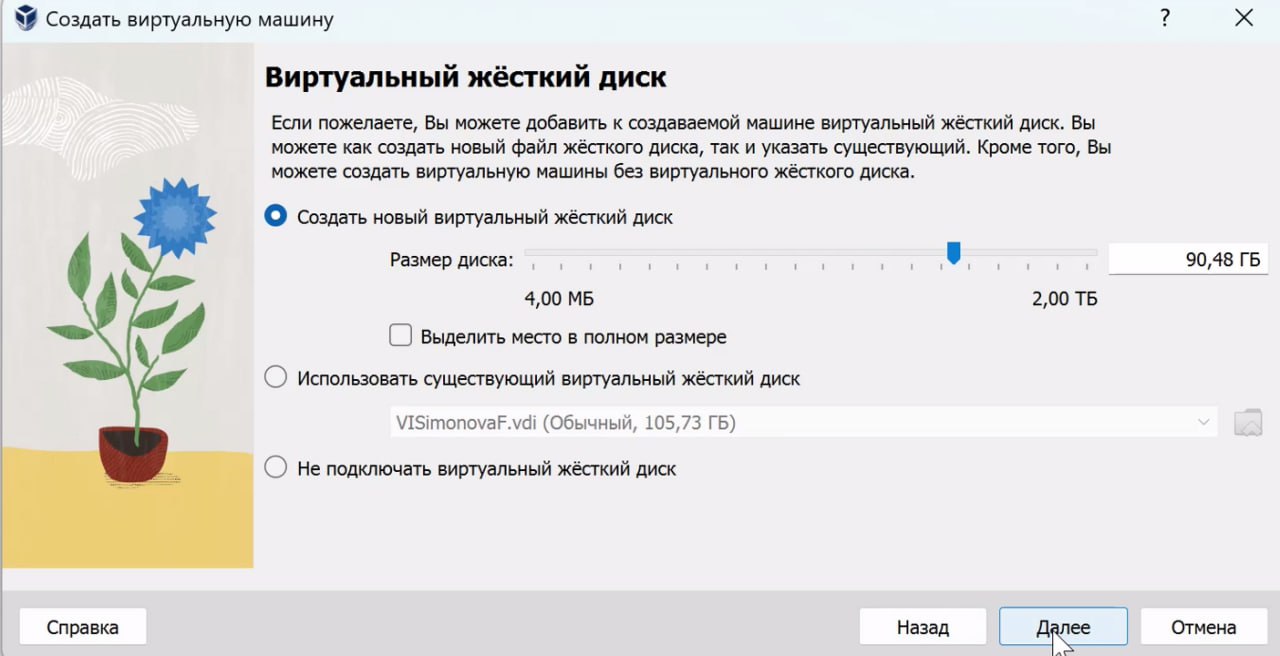 Создать виртуальную машину
?
Виртуальный жёсткий диск
Если пожелаете, Вы можете добавить к создаваемой машине виртуальный жёсткий диск. Вы
можете как создать новый файл жёсткого диска, так и указать существующий. Кроме того, Вы
можете создать виртуальную машины без виртуального жёсткого диска.
Создать новый виртуальный жёсткий диск
Размер диска:
90,48 ГБ
4,00 МБ
2,00 ТБ
Выделить место в полном размере
Использовать существующий виртуальный жёсткий диск
VISimonovaF.vdi (Обычный, 105,73 ГБ)
Не подключать виртуальный жёсткий диск
Справка
Назад
Далее
Отмена